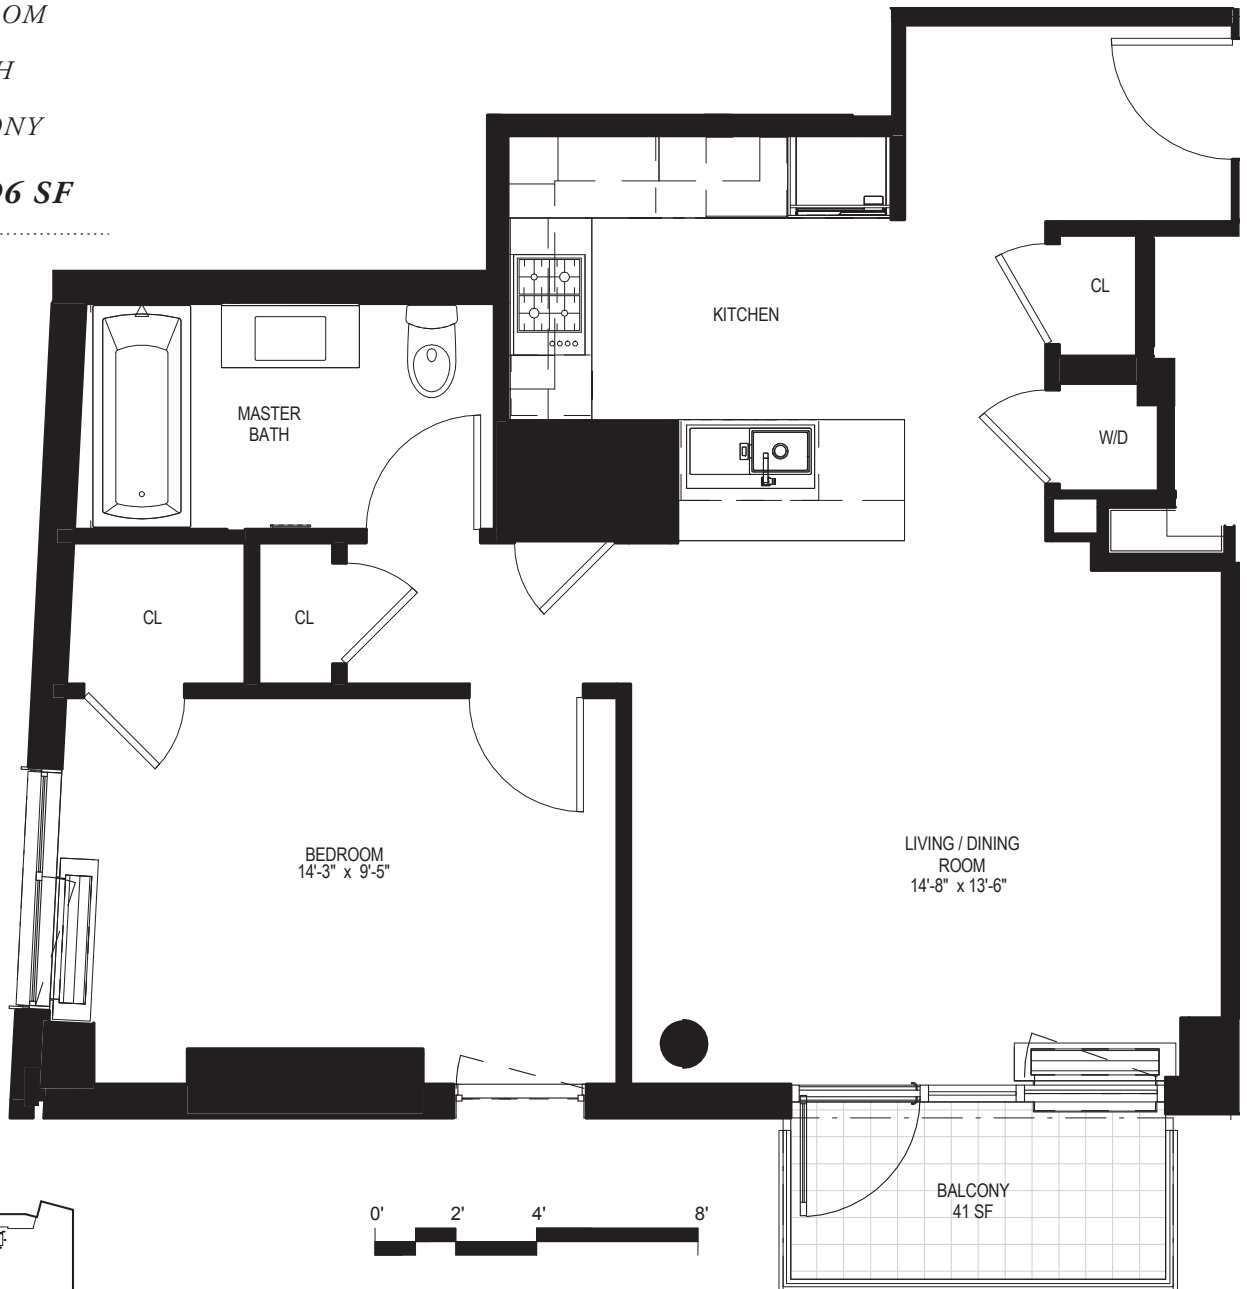 OM
H
ONY
06 SF
CL
KITCHEN
MASTER
BATH
W/D
CL
CL
LIVING / DINING
ROOM
14'-8" x 13'-6"
BEDROOM
14'-3" x 9'-5"
BALCONY
41 SF
0' 2' 4' 8'